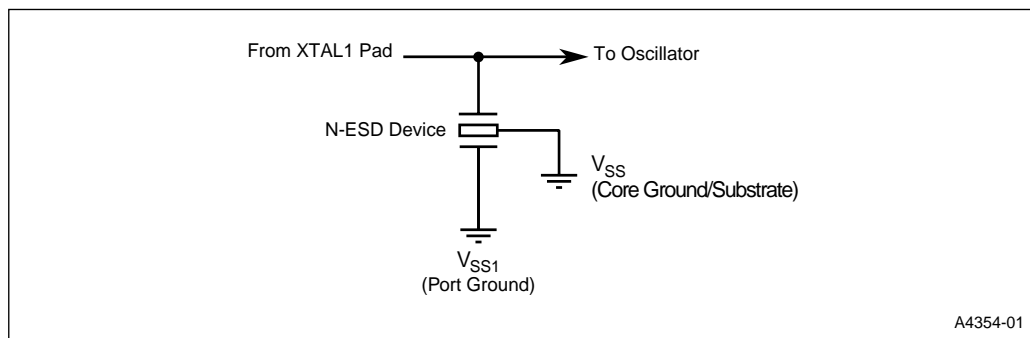 From XTAL1 Pad
To Oscillator
N-ESD Device
VSS
(Core Ground/Substrate)
VSS1
(Port Ground)
A4354-01